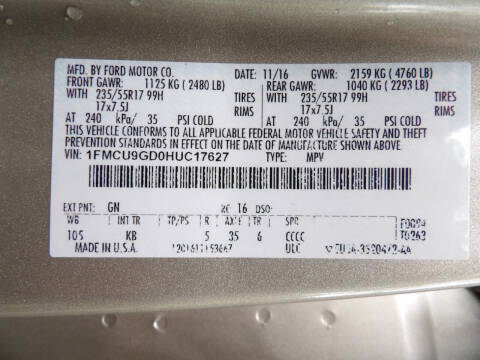 MFD. BY FORD MOTOR CO. DATE: 11/16 GVWR: 2159 KG (4760 LB)
FRONT GAWR: 1125 KG (2480 LB) REAR GAWR: 1040 KG (2293 LB)
WITH 235/55R17 99H TIRES WITH 235/55R17 99H TIRES
17x7.5J RIMS 17x7.5J RIMS
AT 240 kPa/ 35 PSI COLD AT 240 kPa/ 35 PSI COLD
THIS VEHICLE CONFORMS TO ALL APPLICABLE FEDERAL MOTOR VEHICLE SAFETY AND THEFT
PREVENTION STANDARDS IN EFFECT ON THE DATE OF MANUFACTURE SHOWN ABOVE.
VIN: 1FMCU9GD0HUC17627 TYPE: MPV
EXT PNT: GN 16 DSO:
WB INT TR TP/PS R AXLE TR SPR
105 KB 5 35 6 CCCC
MADE IN U.S.A. ULC